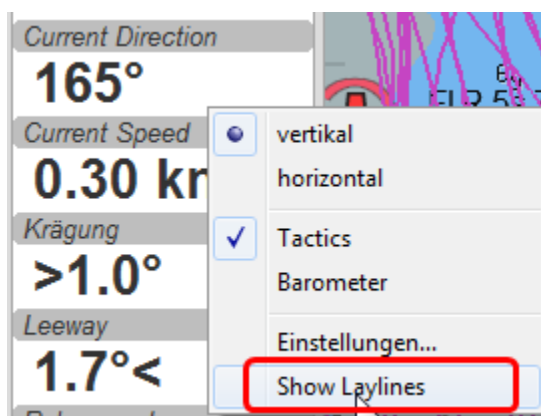 Current Direction
165°
Current Speed
0.30 kr
Krägung
>1.0°
Leeway
1.7°<
vertikal
horizontal
Tactics
Barometer
Einstellungen...
Show Laylines